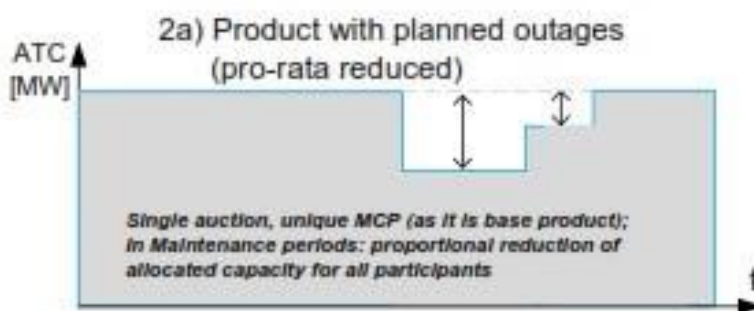 2a) Product with planned outages
(pro-rata reduced)
ATC
[MW]
Single auction, unique MCP (as it is base product);
in Maintenance periods: proportional reduction of
allocated capacity for all participants
t